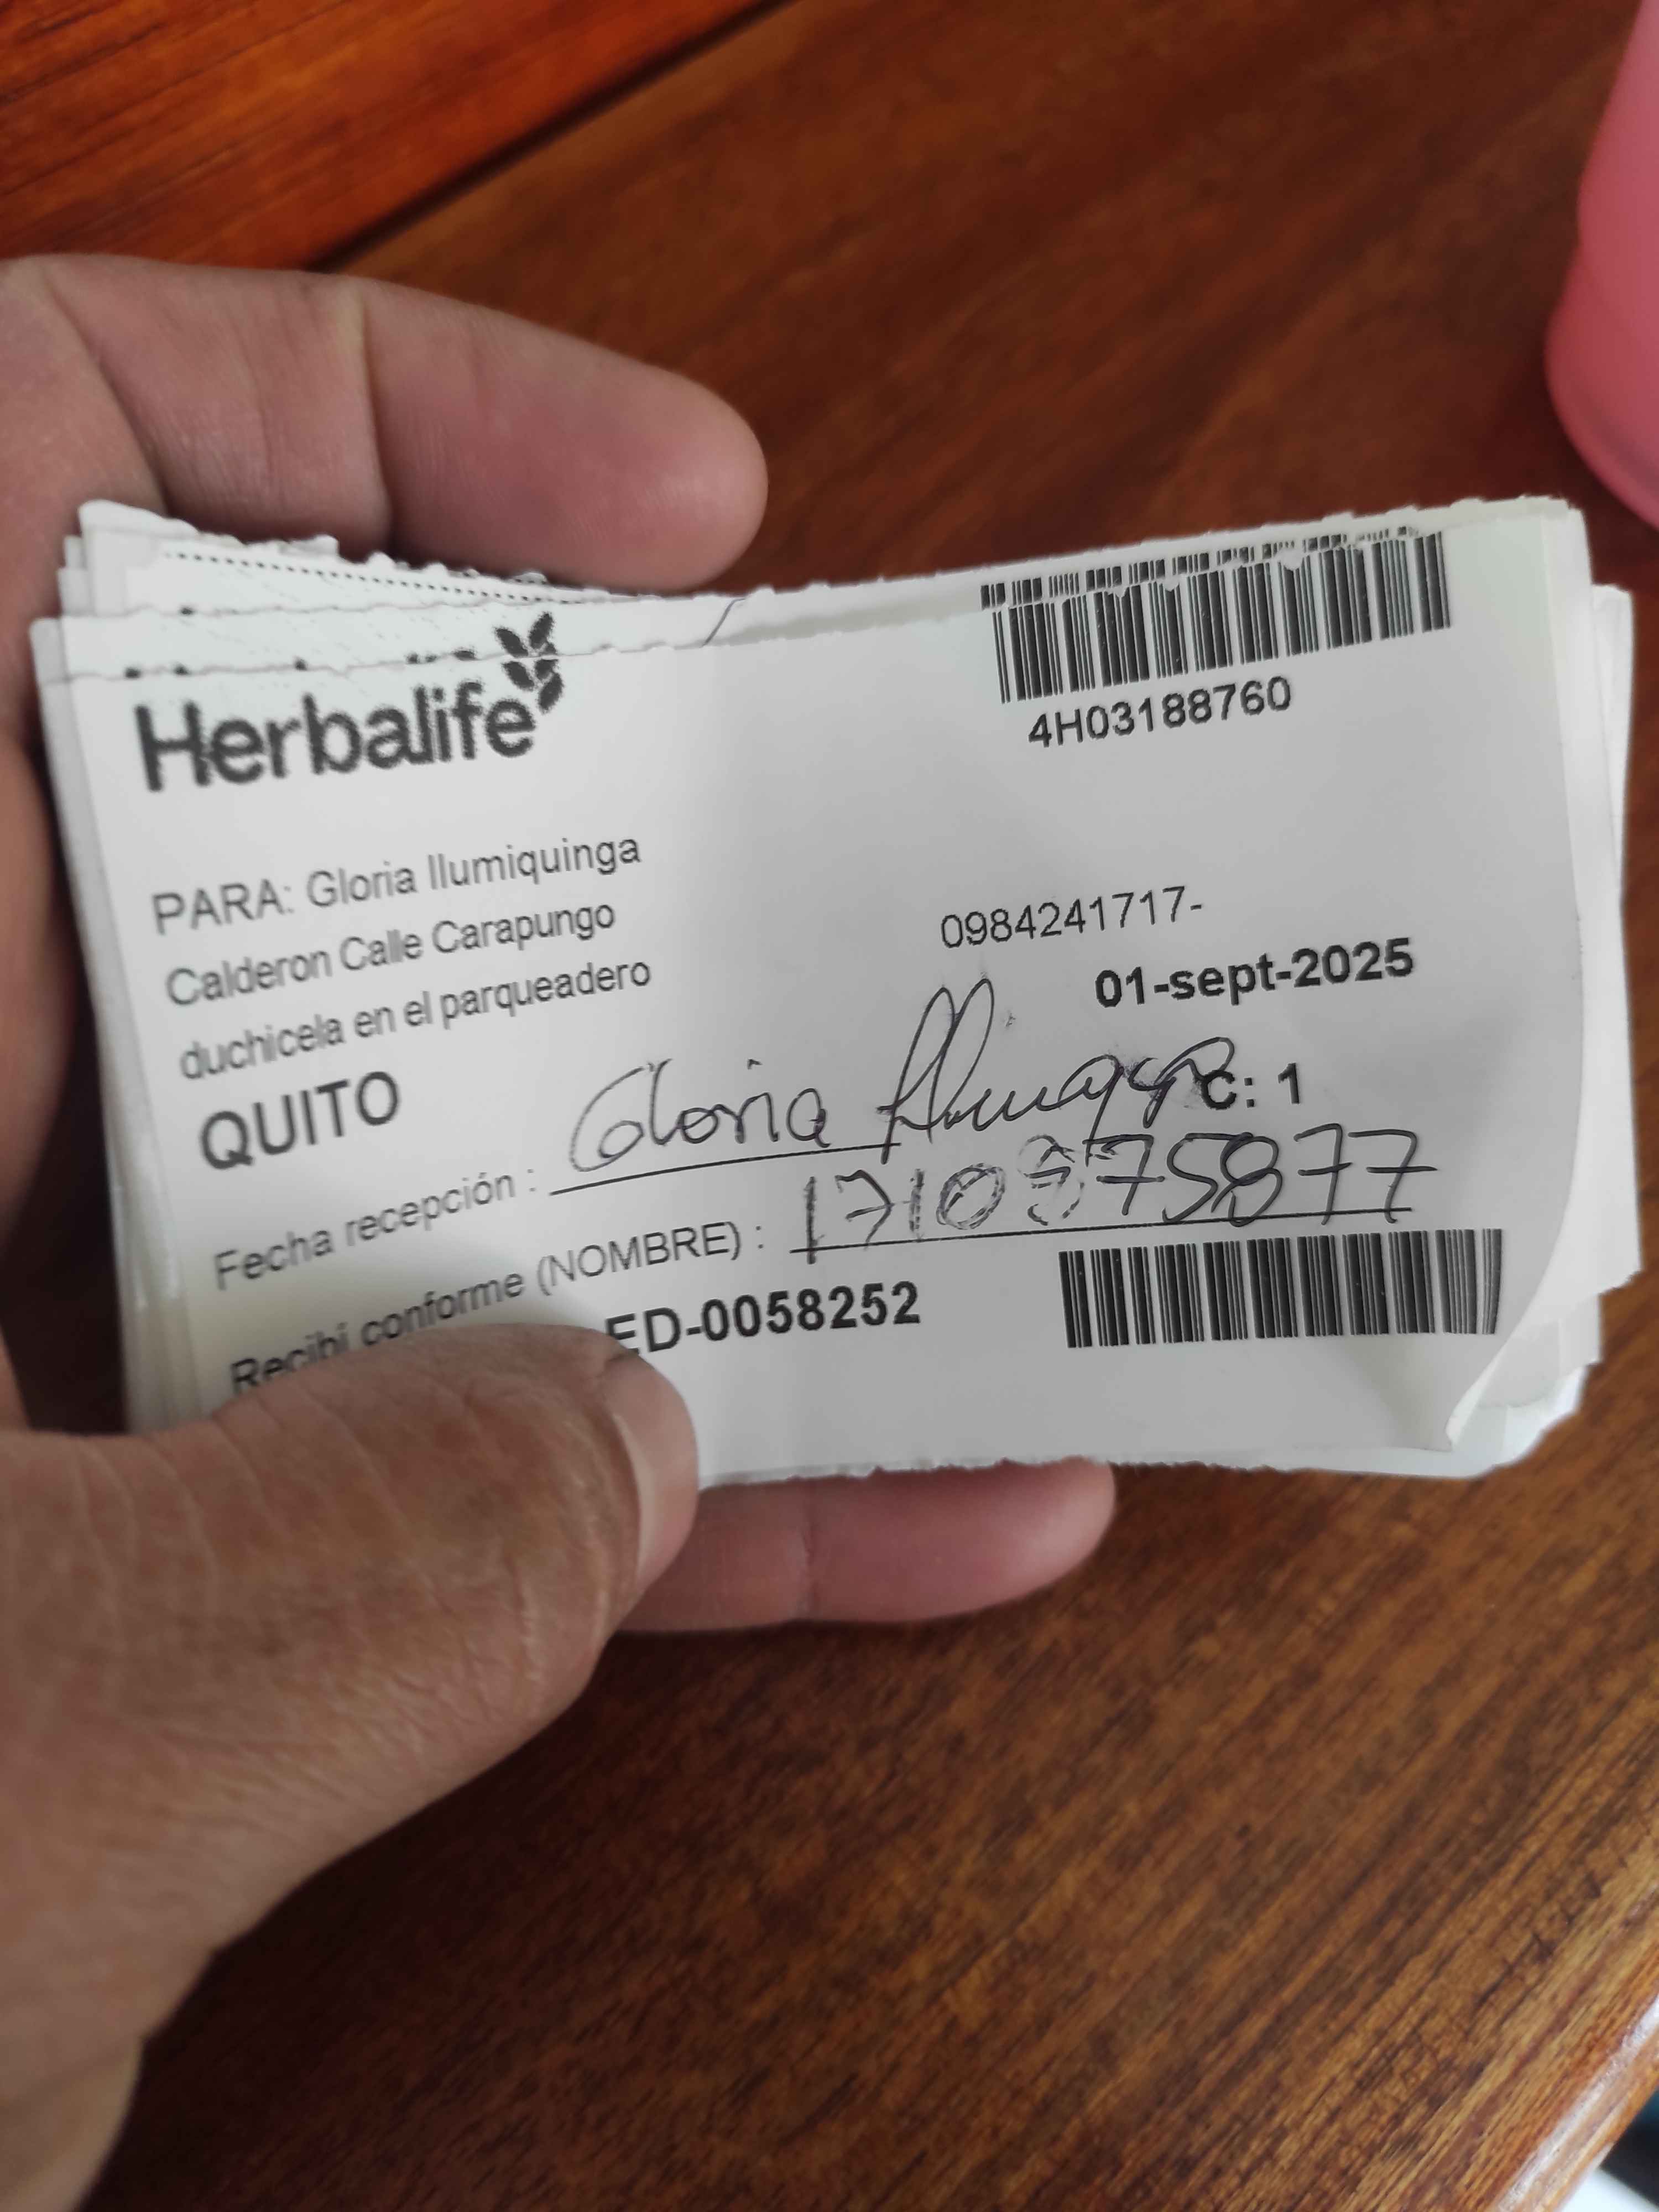 Herbalife
4H03188760
PARA: Gloria Ilumiquinga
Calderon Calle Carapungo
duchicela en el parqueadero
0984241717-
01-sept-2025
QUITO
C: 1
Fecha recepción : Gloria
Recibi conforme (NOMBRE) :
ED-0058252